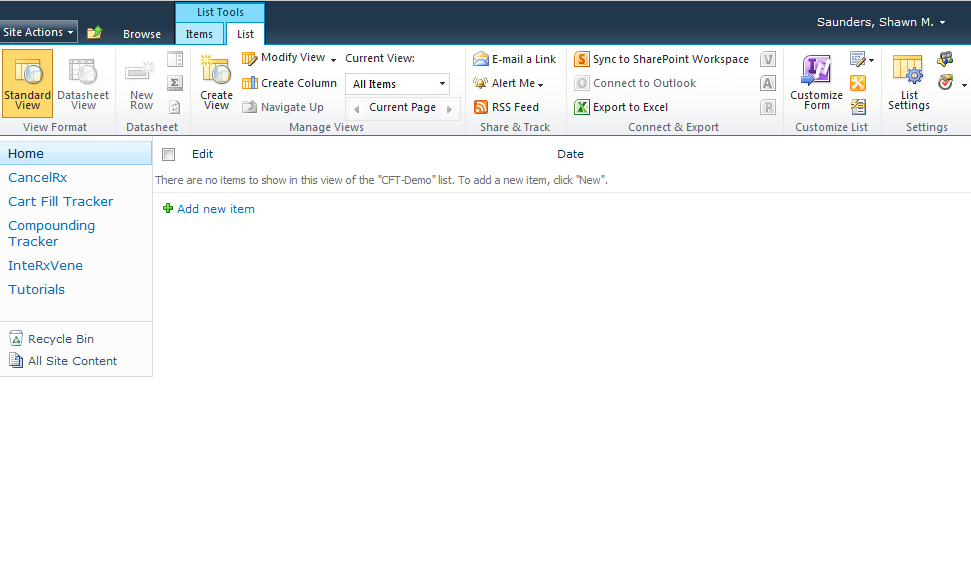 List Tools
Site Actions
Browse
Items
List
Saunders, Shawn M.
Standard View
Datasheet View
View Format
New Row
Datasheet
Create View
Modify View
Create Column
Navigate Up
Current View:
All Items
Current Page
Manage Views
E-mail a Link
Alert Me
RSS Feed
Share & Track
Sync to SharePoint Workspace
Connect to Outlook
Export to Excel
Connect & Export
Customize Form
Customize List
List Settings
Settings
Home
CancelRx
Cart Fill Tracker
Compounding
Tracker
InteRxVene
Tutorials
Recycle Bin
All Site Content
Edit
Date
There are no items to show in this view of the "CFT-Demo" list. To add a new item, click "New".
Add new item